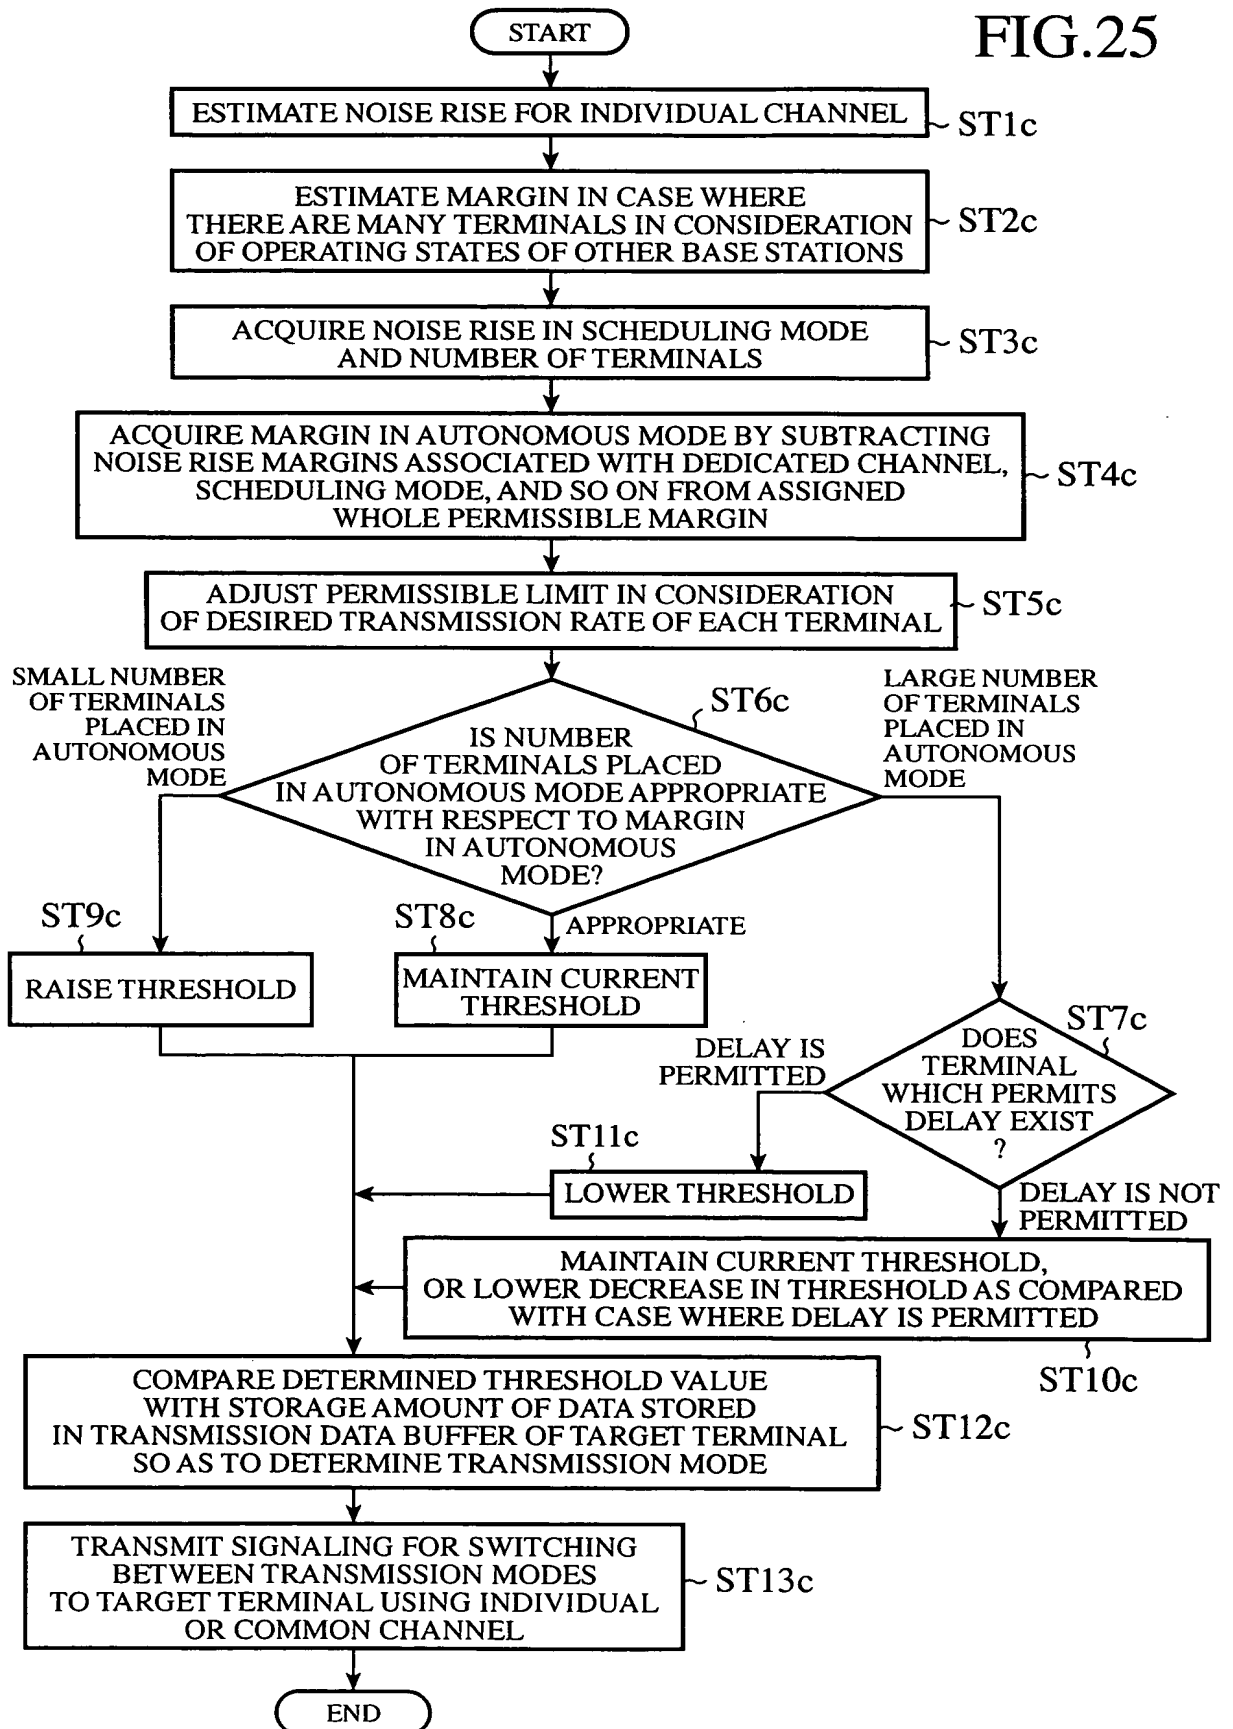 FIG.25
START
ESTIMATE NOISE RISE FOR INDIVIDUAL CHANNEL
ST1c
ESTIMATE MARGIN IN CASE WHERE
THERE ARE MANY TERMINALS IN CONSIDERATION
OF OPERATING STATES OF OTHER BASE STATIONS
ST2c
ACQUIRE NOISE RISE IN SCHEDULING MODE
AND NUMBER OF TERMINALS
ST3c
ACQUIRE MARGIN IN AUTONOMOUS MODE BY SUBTRACTING
NOISE RISE MARGINS ASSOCIATED WITH DEDICATED CHANNEL,
SCHEDULING MODE, AND SO ON FROM ASSIGNED
WHOLE PERMISSIBLE MARGIN
ST4c
ADJUST PERMISSIBLE LIMIT IN CONSIDERATION
OF DESIRED TRANSMISSION RATE OF EACH TERMINAL
ST5c
SMALL NUMBER
OF TERMINALS
PLACED IN
AUTONOMOUS
MODE
ST6c
IS NUMBER
OF TERMINALS PLACED
IN AUTONOMOUS MODE APPROPRIATE
WITH RESPECT TO MARGIN
IN AUTONOMOUS
MODE?
LARGE NUMBER
OF TERMINALS
PLACED IN
AUTONOMOUS
MODE
ST9c
RAISE THRESHOLD
ST8c
APPROPRIATE
MAINTAIN CURRENT
THRESHOLD
ST7c
DOES
TERMINAL
WHICH PERMITS
DELAY EXIST
?
DELAY IS
PERMITTED
ST11c
LOWER THRESHOLD
DELAY IS NOT
PERMITTED
MAINTAIN CURRENT THRESHOLD,
OR LOWER DECREASE IN THRESHOLD AS COMPARED
WITH CASE WHERE DELAY IS PERMITTED
ST10c
COMPARE DETERMINED THRESHOLD VALUE
WITH STORAGE AMOUNT OF DATA STORED
IN TRANSMISSION DATA BUFFER OF TARGET TERMINAL
SO AS TO DETERMINE TRANSMISSION MODE
ST12c
TRANSMIT SIGNALING FOR SWITCHING
BETWEEN TRANSMISSION MODES
TO TARGET TERMINAL USING INDIVIDUAL
OR COMMON CHANNEL
ST13c
END